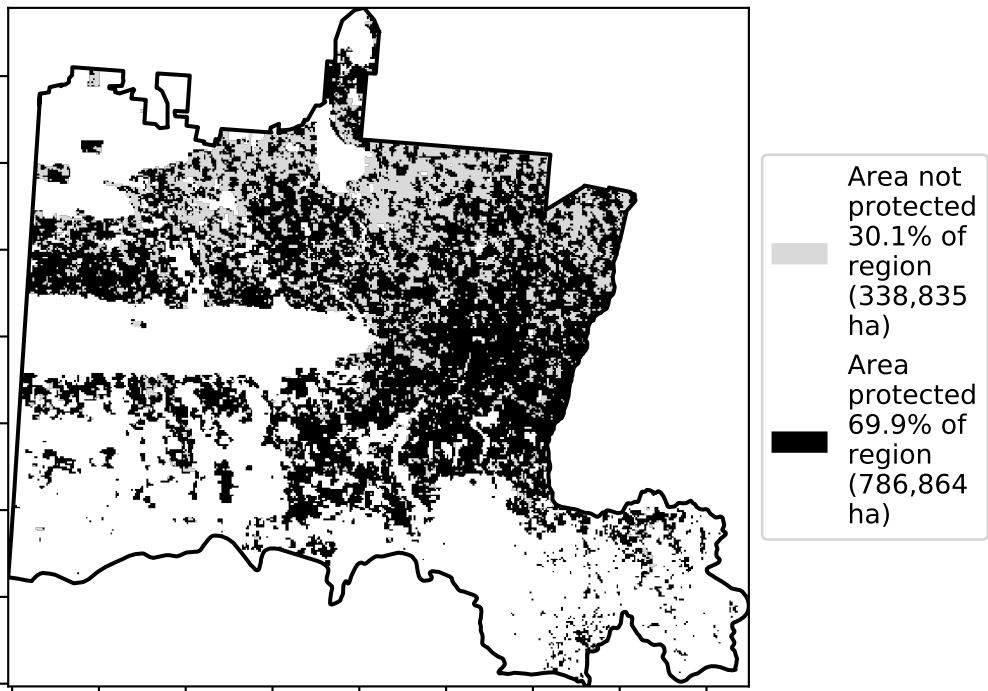 Area not
protected
30.1% of
region
(338,835
ha)
Area
protected
69.9% of
region
(786,864
ha)